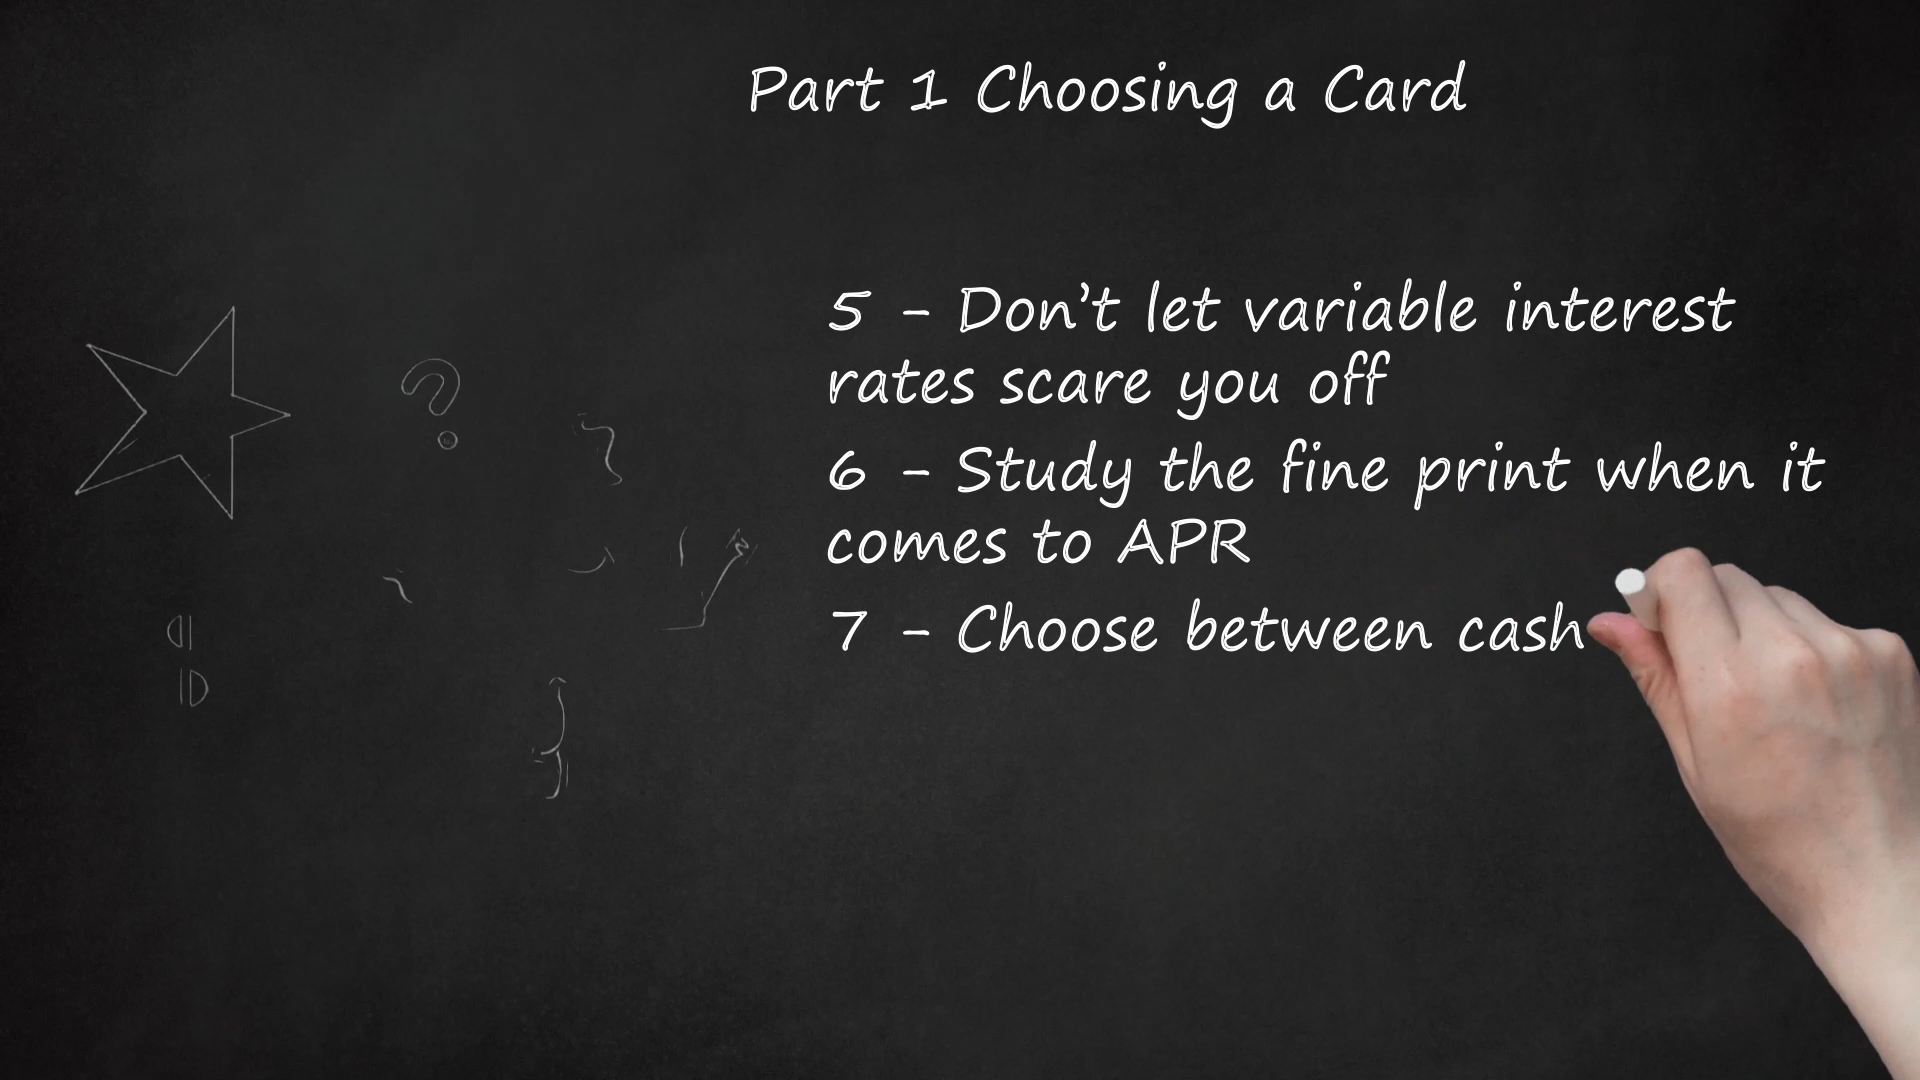 Part 1 Choosing a Card
5 - Don't let variable interest
rates scare you off
6 - Study the fine print when it
comes to APR
7 - Choose between cash
?